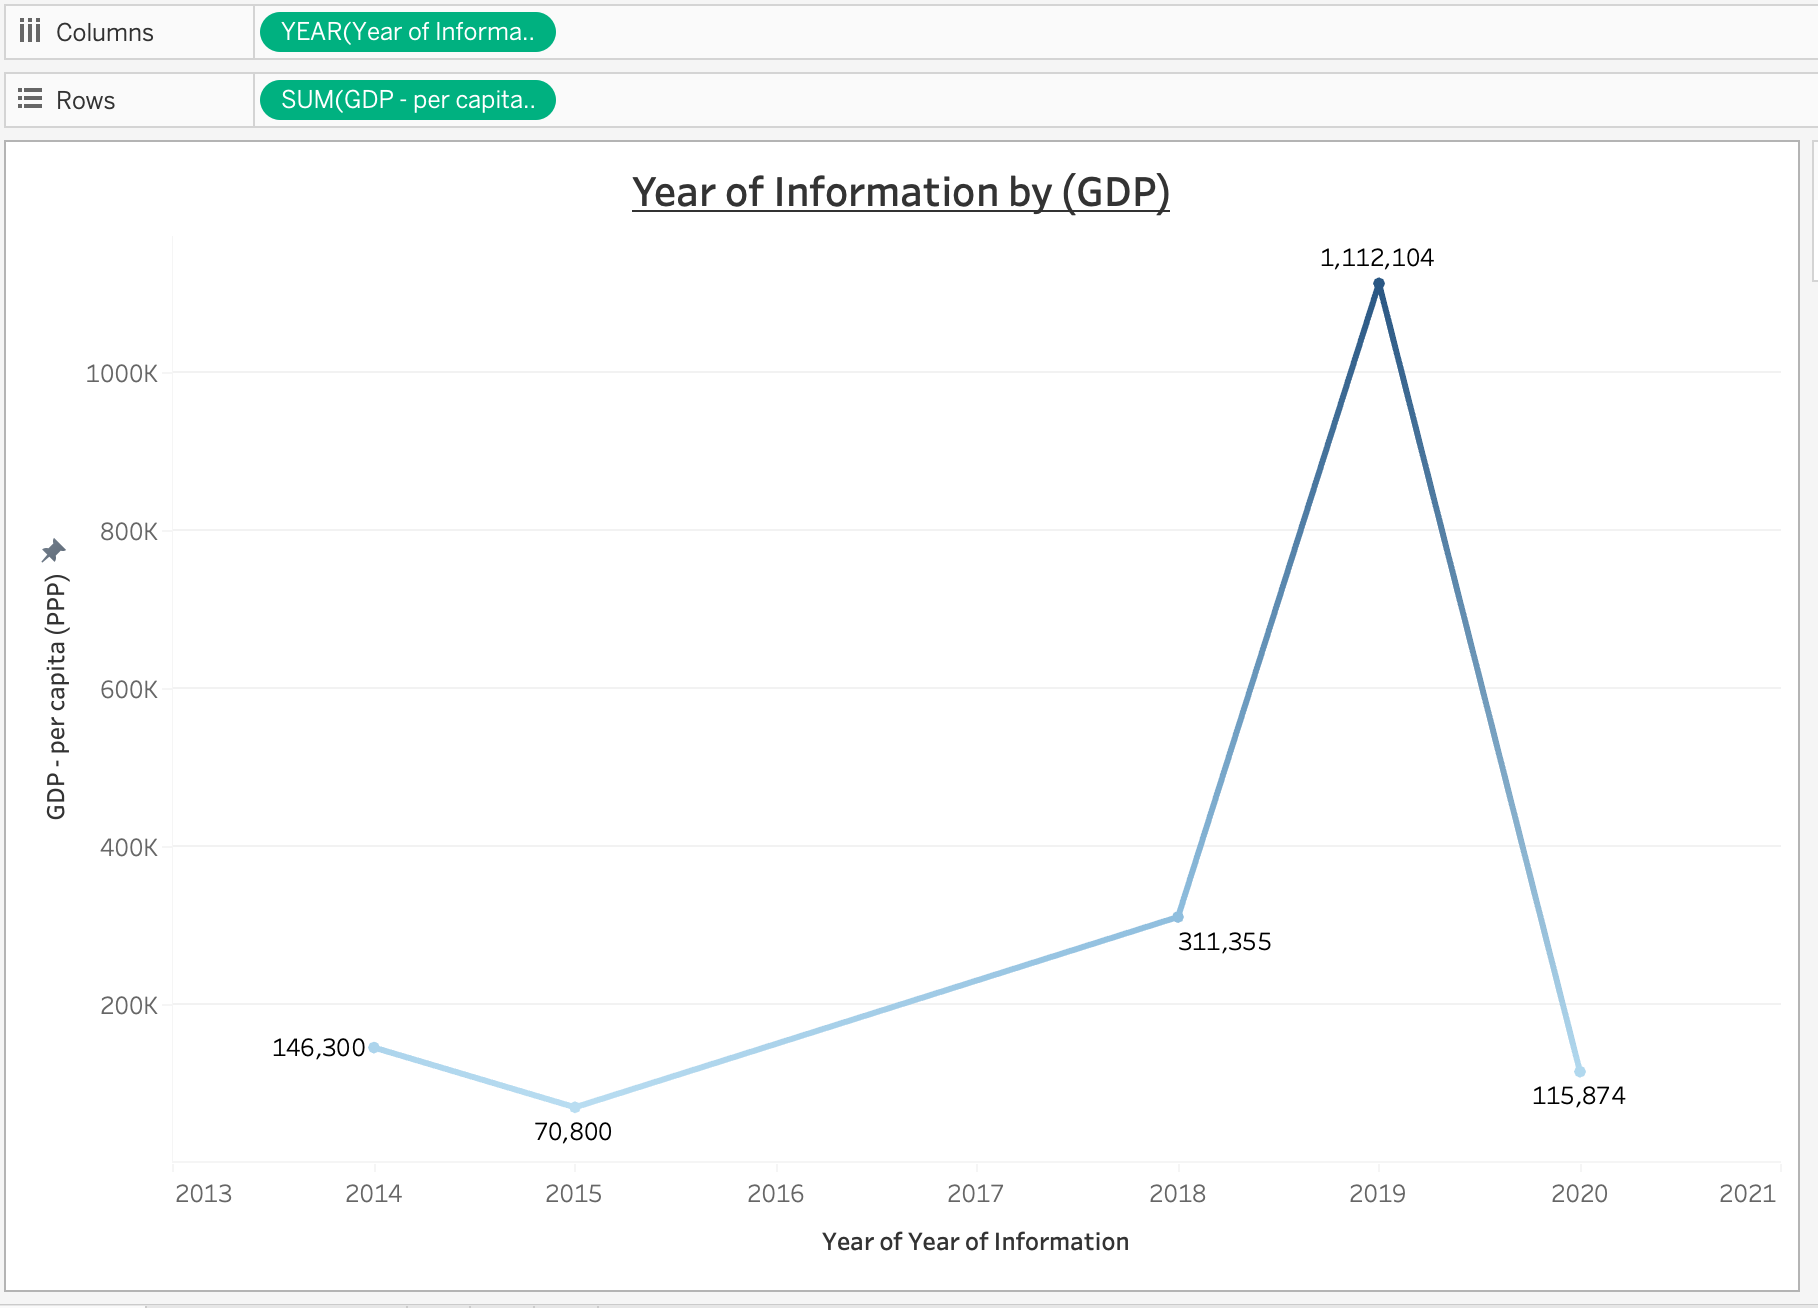 Columns
YEAR(Year of Informa..
Rows
SUM(GDP - per capita..
Year of Information by (GDP)
1,112,104
1000K
800K
600K
400K
200K
GDP - per capita (PPP)
311,355
146,300
70,800
115,874
2013 2014 2015 2016 2017 2018 2019 2020 2021
Year of Year of Information